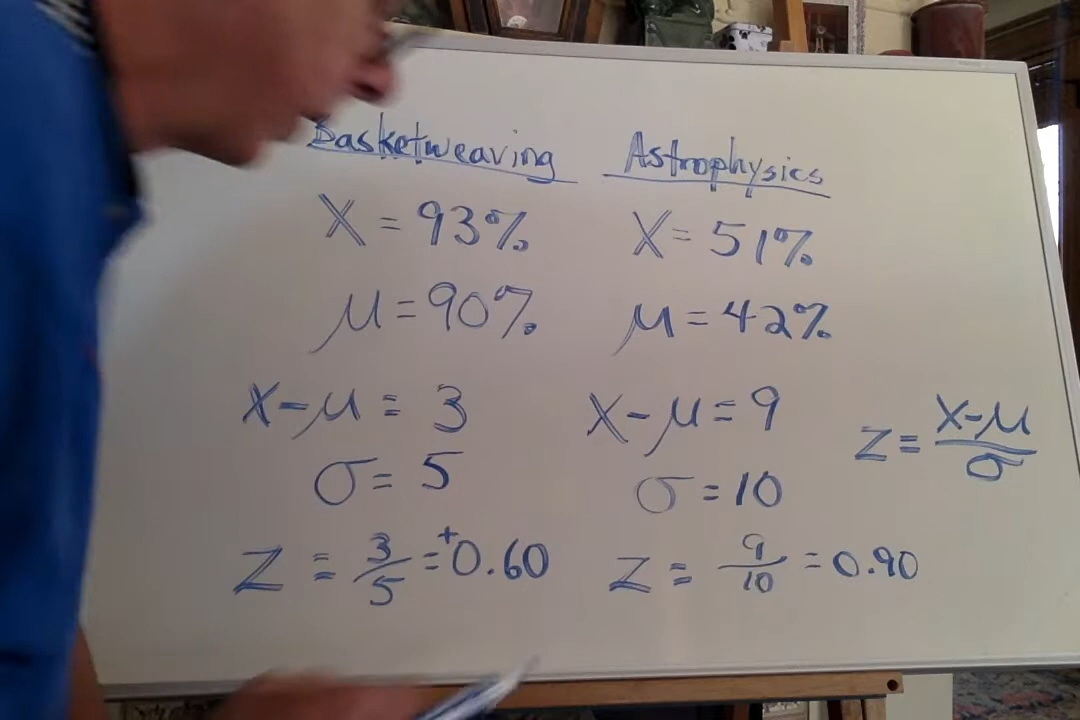 Basketweaving
X = 93%
μ = 90%
X-μ = 3
σ = 5
Z = 3/5 = +0.60
Astrophysics
X = 51%
μ = 42%
X-μ = 9
σ = 10
Z = 9/10 = 0.90
Z = X-μ/σ